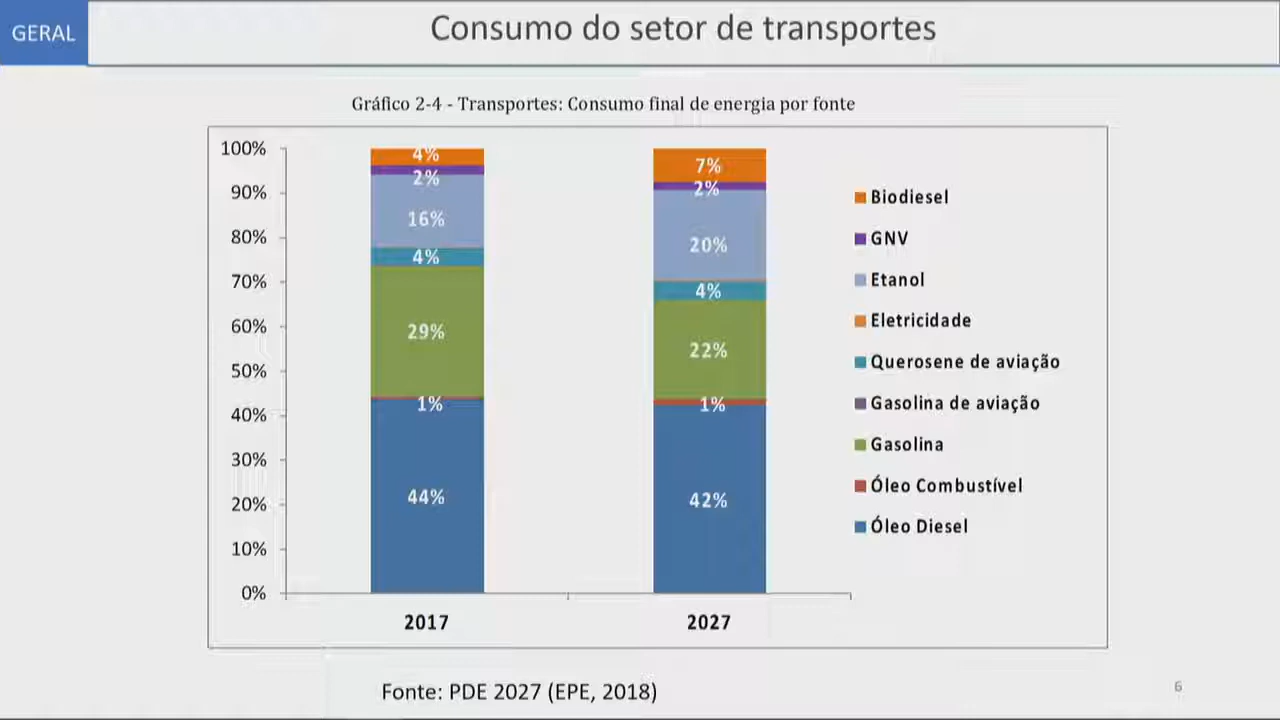 GERAL
Consumo do setor de transportes
Gráfico 2-4 - Transportes: Consumo final de energia por fonte
100%
90%
80%
70%
60%
50%
40%
30%
20%
10%
0%
4%
2%
16%
4%
29%
1%
44%
7%
2%
20%
4%
22%
1%
42%
2017
2027
Biodiesel
GNV
Etanol
Eletricidade
Querosene de aviação
Gasolina de aviação
Gasolina
Óleo Combustível
Óleo Diesel
Fonte: PDE 2027 (EPE, 2018)
6